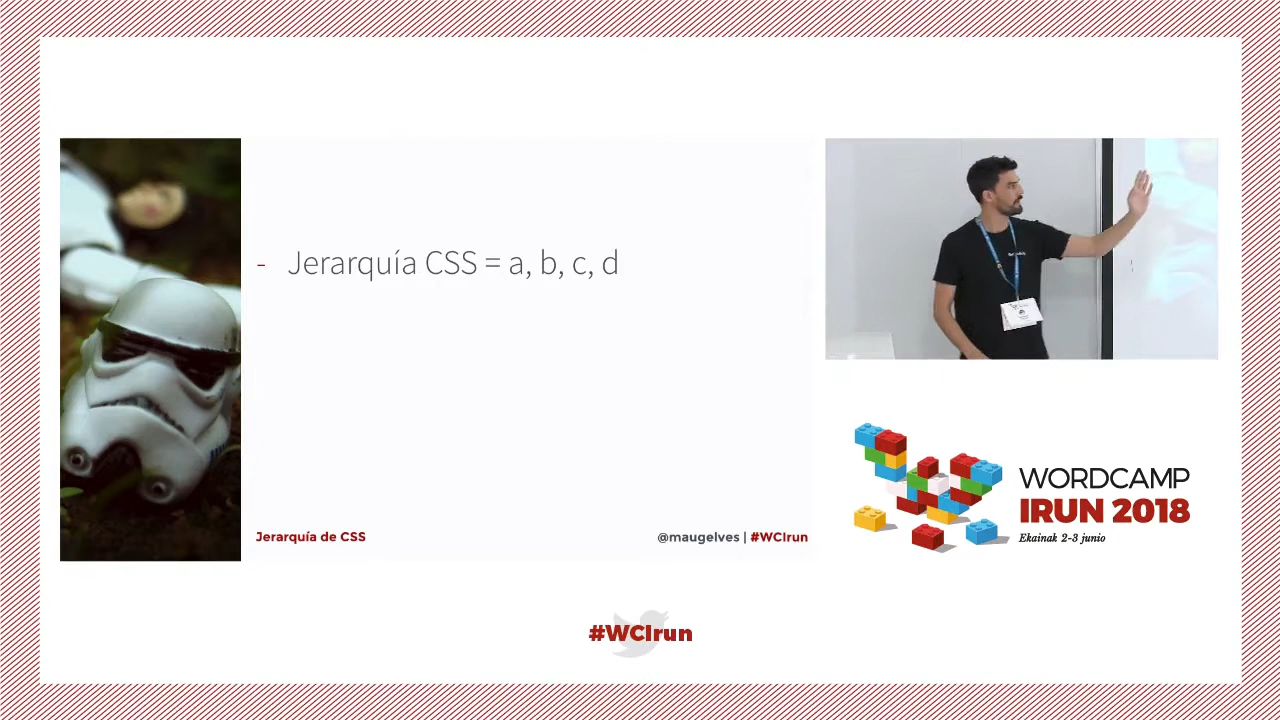 - Jerarquía CSS = a, b, c, d
Jerarquía de CSS
@maugelves | #WCIrun
WORDCAMP
IRUN 2018
Ekainak 2-3 junio
#WCIrun